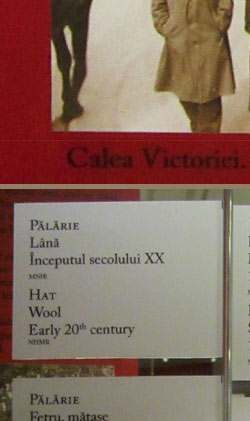 Calea Victoriei.
PĂLĂRIE
Lână
Începutul secolului XX
MNIR
HAT
Wool
Early 20th century
NHMR
PĂLĂRIE
Fetru, mătase